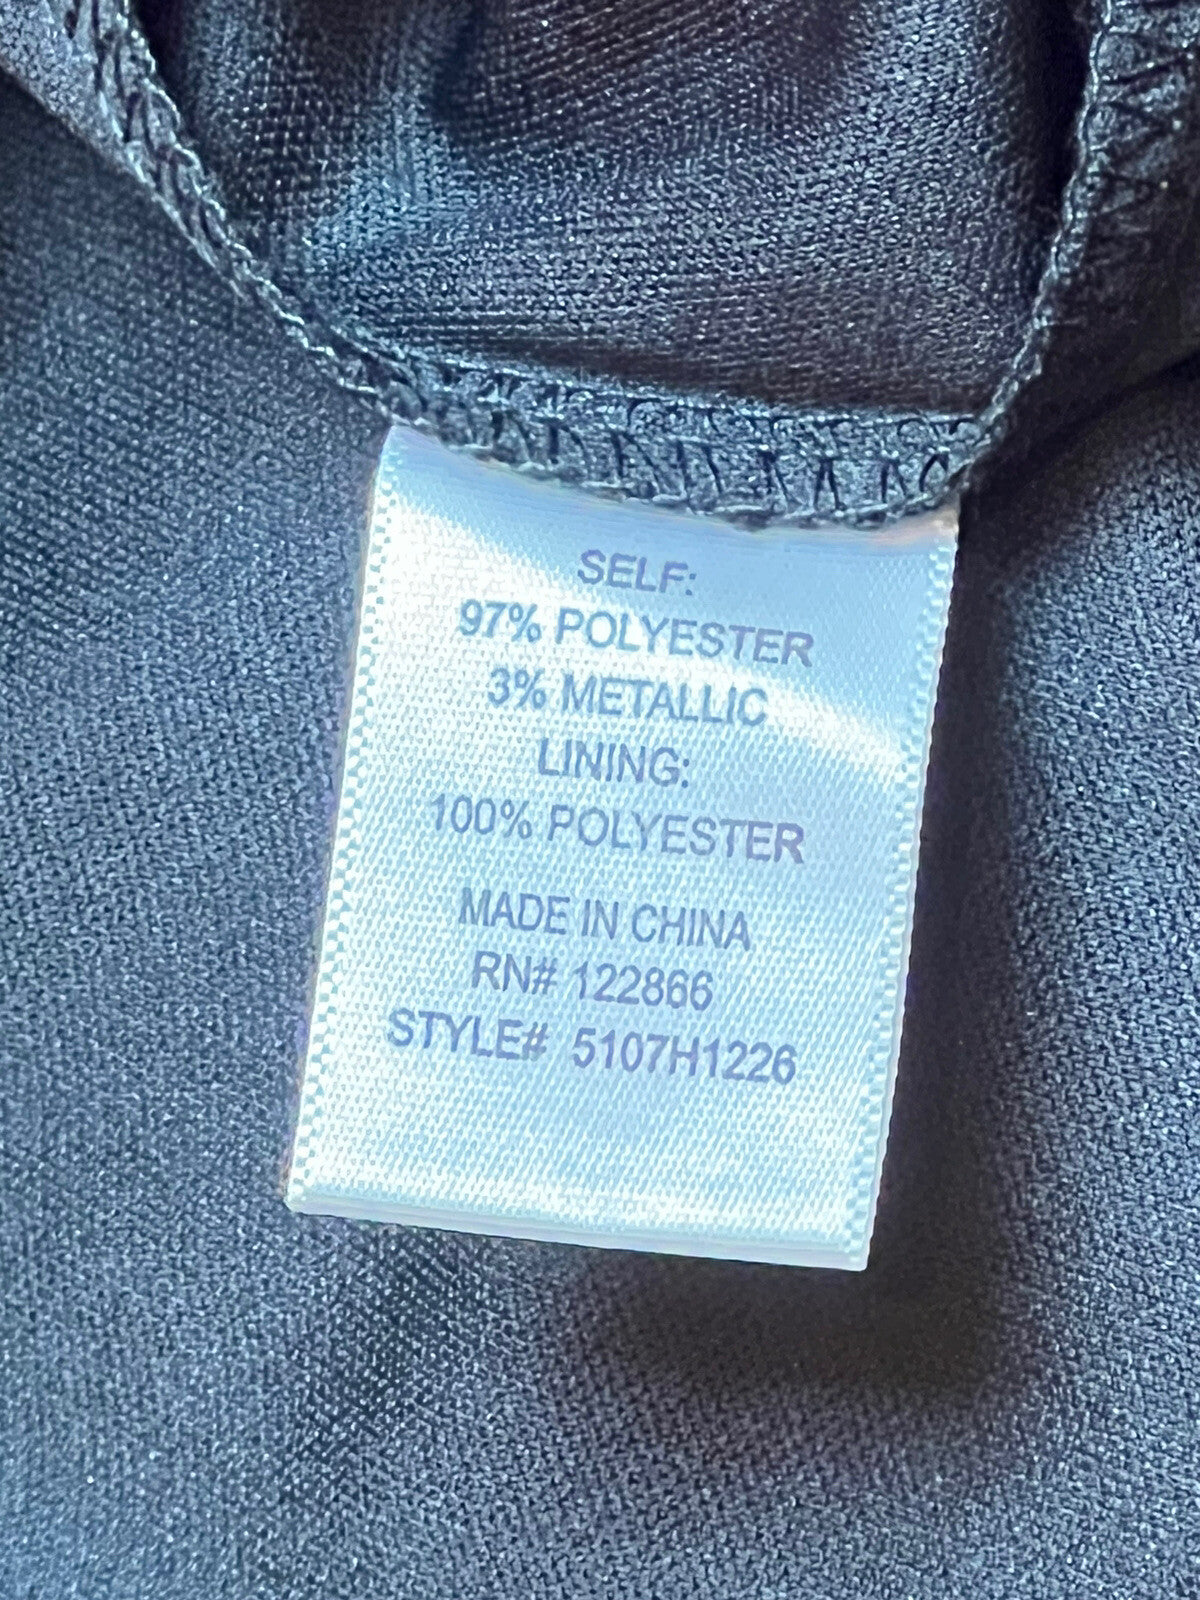 SELF:
97% POLYESTER
3% METALLIC
LINING:
100% POLYESTER
MADE IN CHINA
RN# 122866
STYLE# 5107H1226